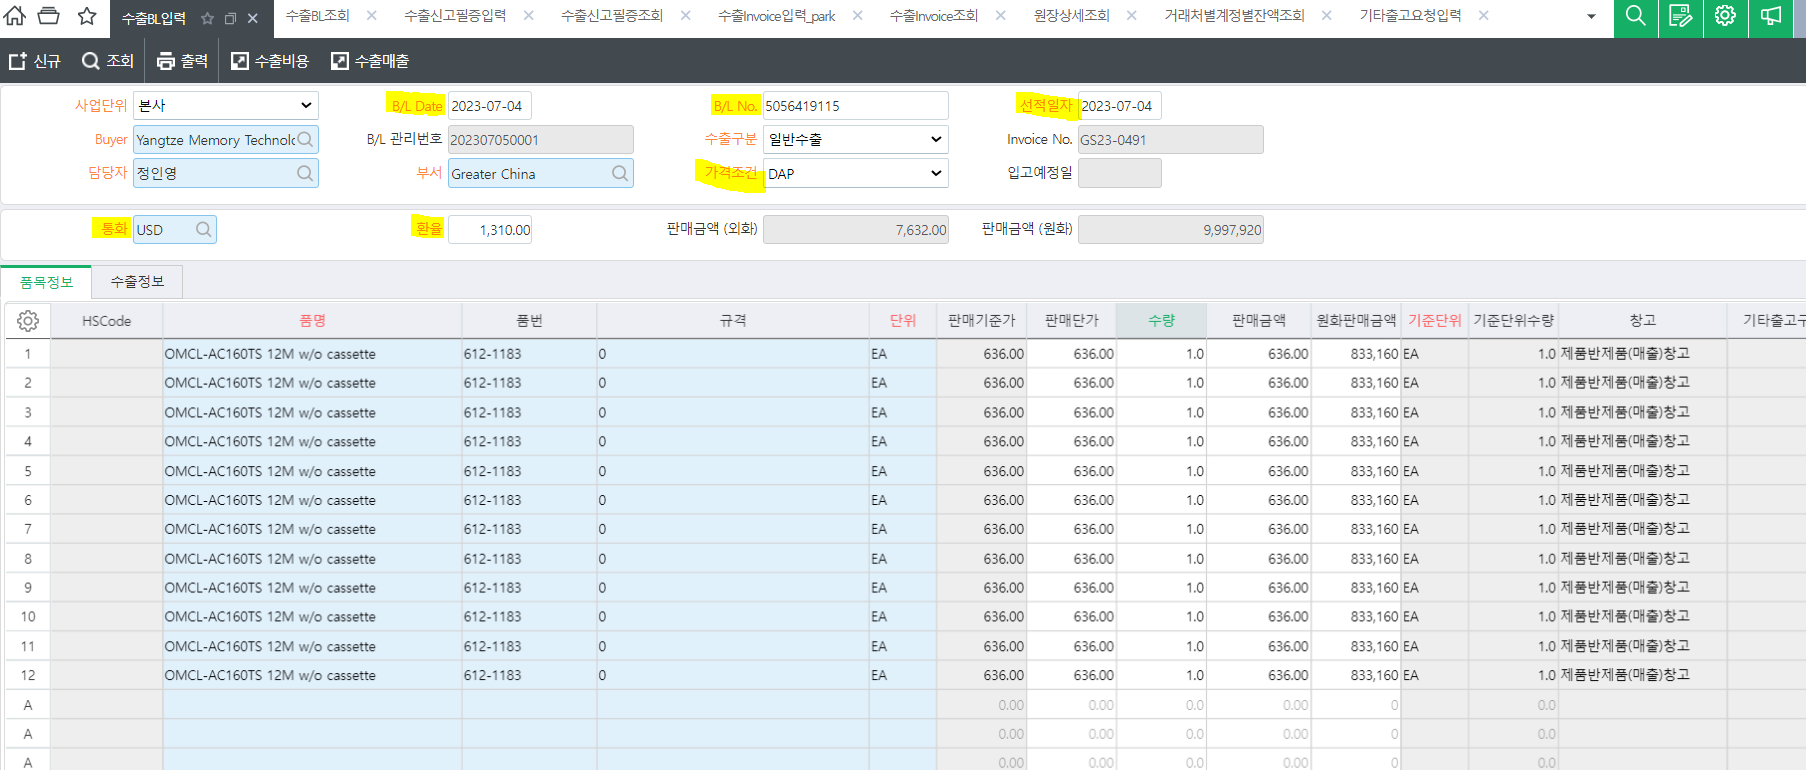 수출BL입력 수출BL조회 수출신고필증입력 수출신고필증조회 수출Invoice입력_park 수출Invoice조회 원장상세조회 거래처별계정별잔액조회 기타출고요청입력
신규 조회 출력 수출비용 수출매출
사업단위 본사 B/L Date 2023-07-04 B/L No. 5056419115 선적일자 2023-07-04
Buyer Yangtze Memory Technolo B/L 관리번호 202307050001 수출구분 일반수출 Invoice No. GS23-0491
담당자 정인영 부서 Greater China 가격조건 DAP 입고예정일
통화 USD 환율 1,310.00 판매금액 (외화) 7,632.00 판매금액 (원화) 9,997,920
품목정보 수출정보
HSCode 품명 품번 규격 단위 판매기준가 판매단가 수량 판매금액 원화판매금액 기준단위 기준단위수량 창고 기타출고구
1 OMCL-AC160TS 12M w/o cassette 612-1183 0 EA 636.00 636.00 1.0 636.00 833,160 EA 1.0 제품반제품(매출)창고
2 OMCL-AC160TS 12M w/o cassette 612-1183 0 EA 636.00 636.00 1.0 636.00 833,160 EA 1.0 제품반제품(매출)창고
3 OMCL-AC160TS 12M w/o cassette 612-1183 0 EA 636.00 636.00 1.0 636.00 833,160 EA 1.0 제품반제품(매출)창고
4 OMCL-AC160TS 12M w/o cassette 612-1183 0 EA 636.00 636.00 1.0 636.00 833,160 EA 1.0 제품반제품(매출)창고
5 OMCL-AC160TS 12M w/o cassette 612-1183 0 EA 636.00 636.00 1.0 636.00 833,160 EA 1.0 제품반제품(매출)창고
6 OMCL-AC160TS 12M w/o cassette 612-1183 0 EA 636.00 636.00 1.0 636.00 833,160 EA 1.0 제품반제품(매출)창고
7 OMCL-AC160TS 12M w/o cassette 612-1183 0 EA 636.00 636.00 1.0 636.00 833,160 EA 1.0 제품반제품(매출)창고
8 OMCL-AC160TS 12M w/o cassette 612-1183 0 EA 636.00 636.00 1.0 636.00 833,160 EA 1.0 제품반제품(매출)창고
9 OMCL-AC160TS 12M w/o cassette 612-1183 0 EA 636.00 636.00 1.0 636.00 833,160 EA 1.0 제품반제품(매출)창고
10 OMCL-AC160TS 12M w/o cassette 612-1183 0 EA 636.00 636.00 1.0 636.00 833,160 EA 1.0 제품반제품(매출)창고
11 OMCL-AC160TS 12M w/o cassette 612-1183 0 EA 636.00 636.00 1.0 636.00 833,160 EA 1.0 제품반제품(매출)창고
12 OMCL-AC160TS 12M w/o cassette 612-1183 0 EA 636.00 636.00 1.0 636.00 833,160 EA 1.0 제품반제품(매출)창고
A 0.00 0.00 0.0 0.00 0 0.0
A 0.00 0.00 0.0 0.00 0 0.0
A 0.00 0.00 0.0 0.00 0 0.0